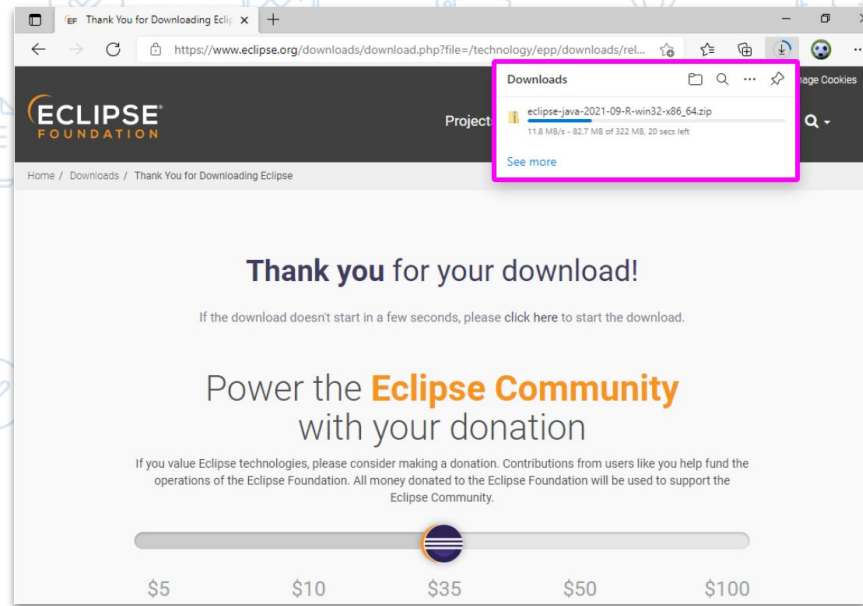 Thank You for Downloading Eclip
https://www.eclipse.org/downloads/download.php?file=/technology/epp/downloads/rel...
Downloads
eclipse-java-2021-09-R-win32-x86_64.zip
11.8 MB/s - 82.7 MB of 322 MB, 20 secs left
See more
Cookies
ECLIPSE
FOUNDATION
Project
Home / Downloads / Thank You for Downloading Eclipse
Thank you for your download!
If the download doesn't start in a few seconds, please click here to start the download.
Power the Eclipse Community
with your donation
If you value Eclipse technologies, please consider making a donation. Contributions from users like you help fund the
operations of the Eclipse Foundation. All money donated to the Eclipse Foundation will be used to support the
Eclipse Community.
$5 $10 $35 $50 $100